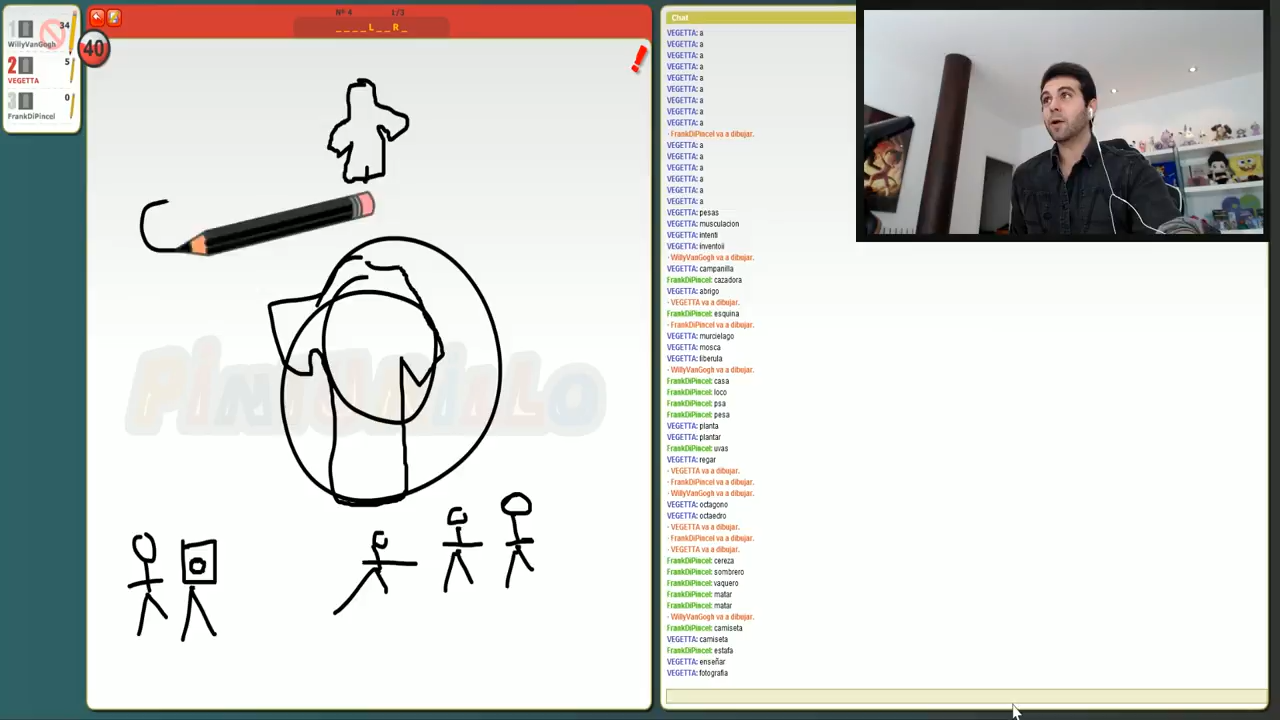 1 34
WillyVanGogh
2 5
VEGETTA
3 0
FrankDiPincel
40
Nº 4 1/3
_ _ _ _ L _ _ R _
!
Pinturillo
Chat
VEGETTA: a
VEGETTA: a
VEGETTA: a
VEGETTA: a
VEGETTA: a
VEGETTA: a
VEGETTA: a
VEGETTA: a
VEGETTA: a
· FrankDiPincel va a dibujar.
VEGETTA: a
VEGETTA: a
VEGETTA: a
VEGETTA: a
VEGETTA: a
VEGETTA: a
VEGETTA: pesas
VEGETTA: musculacion
VEGETTA: intenti
VEGETTA: inventoii
· WillyVanGogh va a dibujar.
VEGETTA: campanilla
FrankDiPincel: cazadora
VEGETTA: abrigo
· VEGETTA va a dibujar.
FrankDiPincel: esquina
· FrankDiPincel va a dibujar.
VEGETTA: murcielago
VEGETTA: mosca
VEGETTA: liberula
· WillyVanGogh va a dibujar.
FrankDiPincel: casa
FrankDiPincel: loco
FrankDiPincel: psa
FrankDiPincel: pesa
VEGETTA: planta
VEGETTA: plantar
FrankDiPincel: uvas
VEGETTA: regar
· VEGETTA va a dibujar.
· FrankDiPincel va a dibujar.
· WillyVanGogh va a dibujar.
VEGETTA: octagono
VEGETTA: octaedro
· VEGETTA va a dibujar.
· FrankDiPincel va a dibujar.
· VEGETTA va a dibujar.
FrankDiPincel: cereza
FrankDiPincel: sombrero
FrankDiPincel: vaquero
FrankDiPincel: matar
FrankDiPincel: matar
· WillyVanGogh va a dibujar.
FrankDiPincel: camiseta
VEGETTA: camiseta
FrankDiPincel: estafa
VEGETTA: enseñar
VEGETTA: fotografia